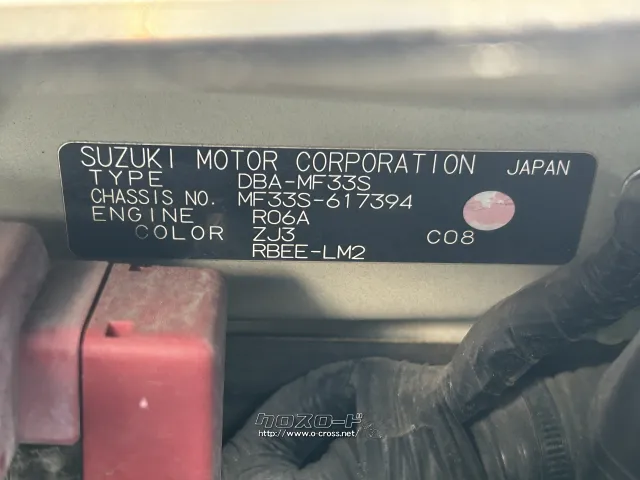 SUZUKI MOTOR CORPORATION JAPAN
TYPE DBA-MF33S
CHASSIS NO. MF33S-617394
ENGINE R06A
COLOR ZJ3 C08
RBEE-LM2
クロスロード
http://www.o-cross.net/